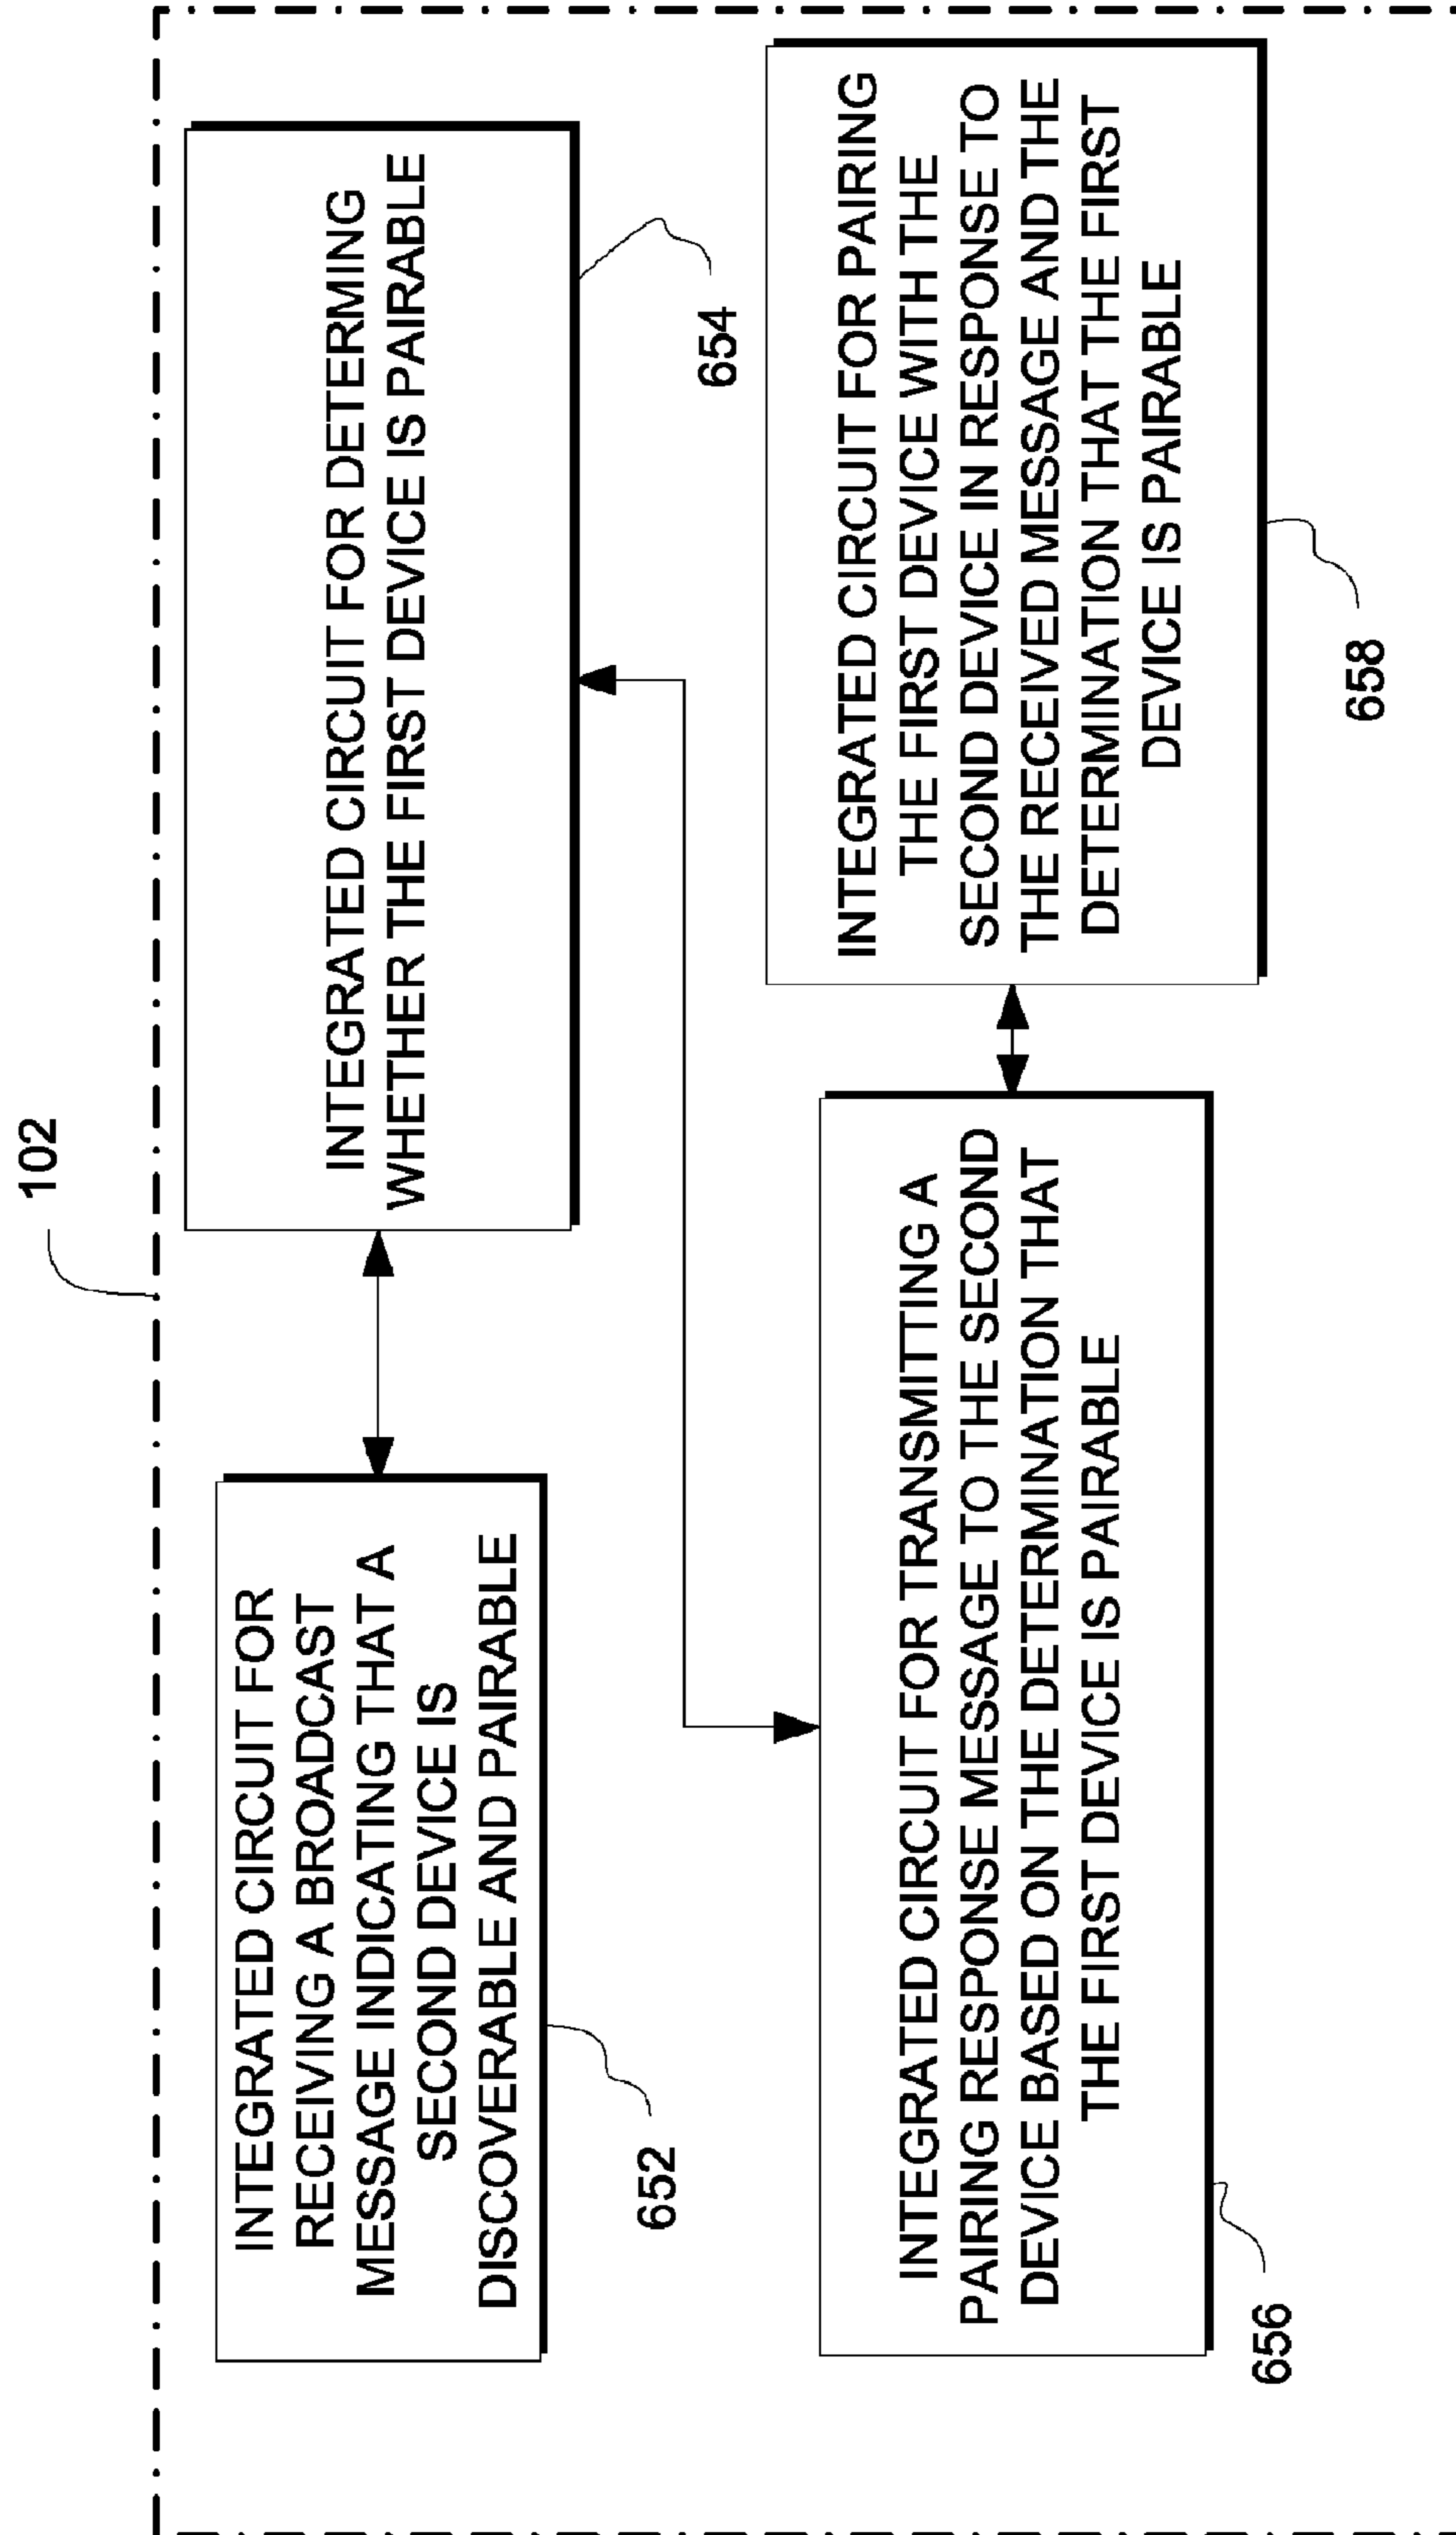 102
INTEGRATED CIRCUIT FOR
RECEIVING A BROADCAST
MESSAGE INDICATING THAT A
SECOND DEVICE IS
DISCOVERABLE AND PAIRABLE
652
INTEGRATED CIRCUIT FOR DETERMINING
WHETHER THE FIRST DEVICE IS PAIRABLE
654
INTEGRATED CIRCUIT FOR TRANSMITTING A
PAIRING RESPONSE MESSAGE TO THE SECOND
DEVICE BASED ON THE DETERMINATION THAT
THE FIRST DEVICE IS PAIRABLE
656
INTEGRATED CIRCUIT FOR PAIRING
THE FIRST DEVICE WITH THE
SECOND DEVICE IN RESPONSE TO
THE RECEIVED MESSAGE AND THE
DETERMINATION THAT THE FIRST
DEVICE IS PAIRABLE
658